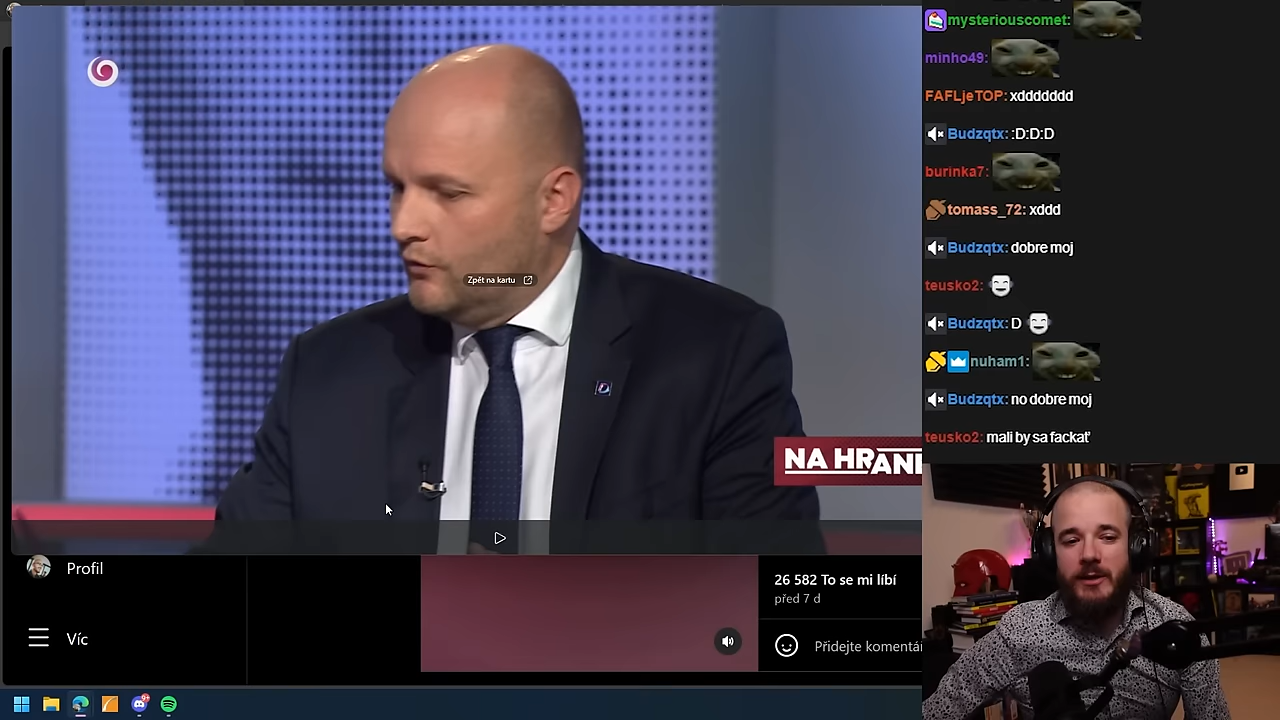 Zpět na kartu
NA HRANI
Profil
Víc
26 582 To se mi líbí
před 7 d
Přidejte komentá
mysteriouscomet:
minho49:
FAFLjeTOP: xddddddd
Budzqtx: :D:D:D
burinka7:
tomass_72: xddd
Budzqtx: dobre moj
teusko2:
Budzqtx: D
nuham1:
Budzqtx: no dobre moj
teusko2: mali by sa fackať